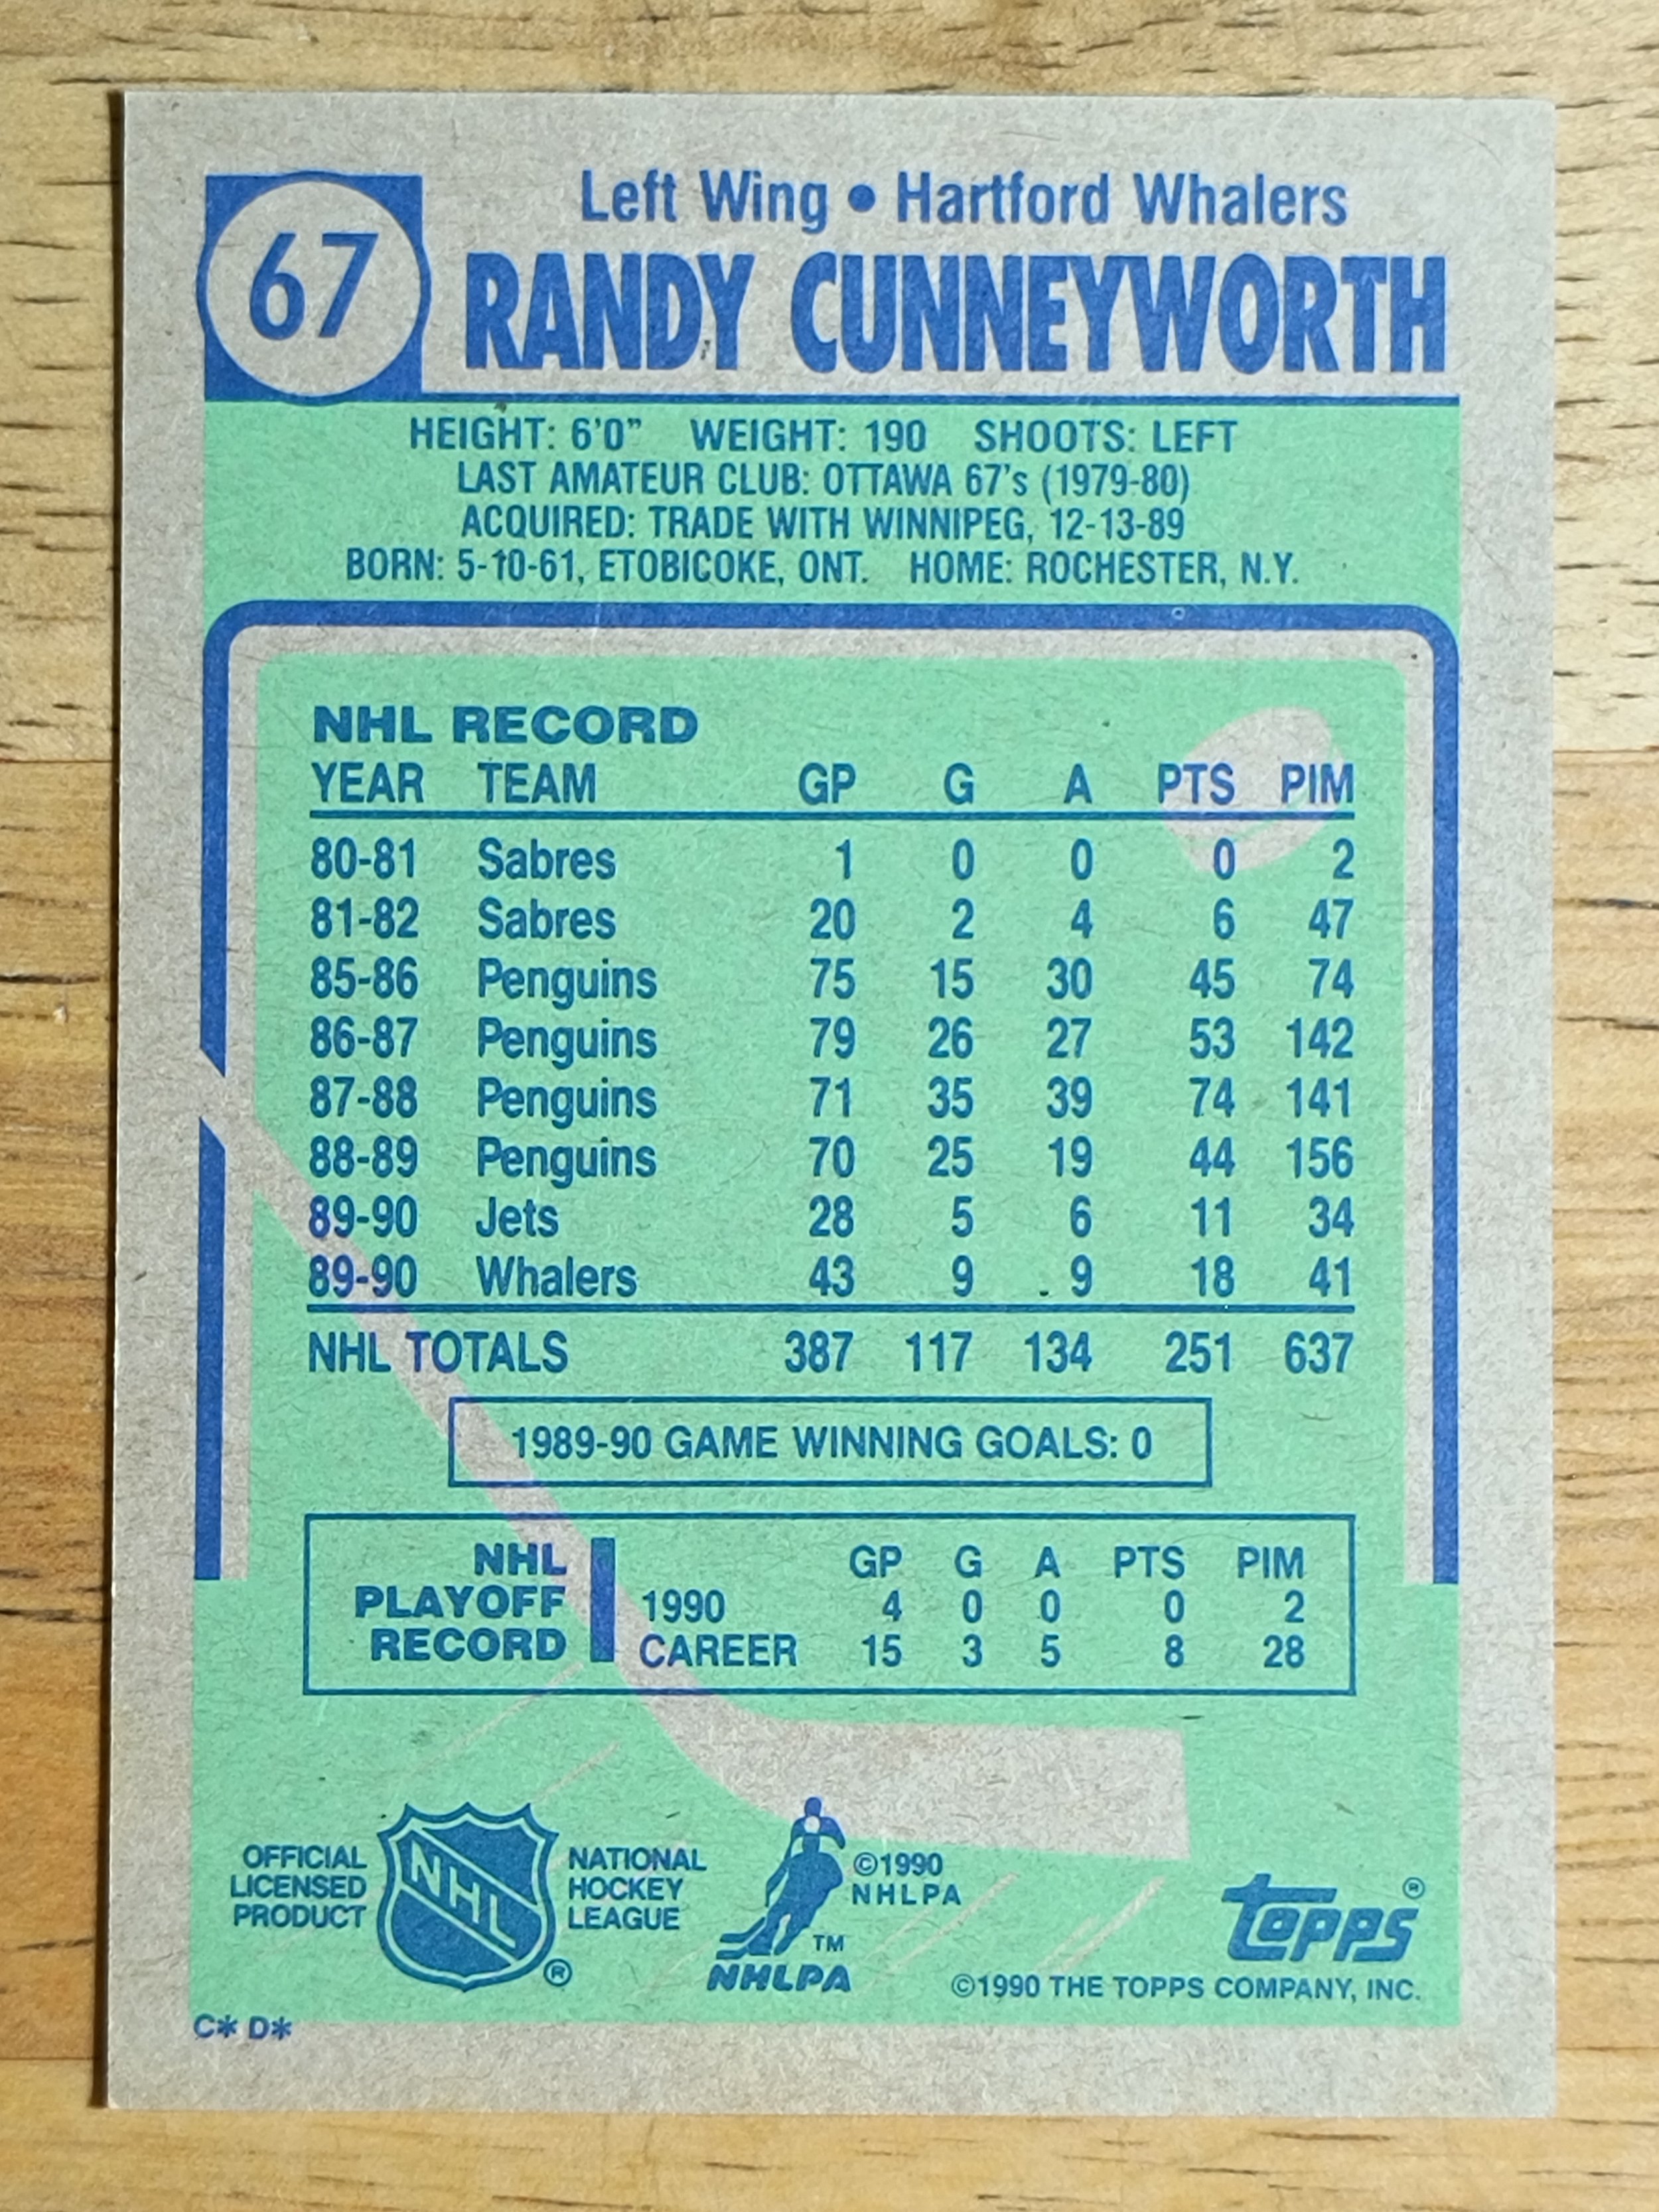 67
Left Wing • Hartford Whalers
RANDY CUNNEYWORTH
HEIGHT: 6'0" WEIGHT: 190 SHOOTS: LEFT
LAST AMATEUR CLUB: OTTAWA 67's (1979-80)
ACQUIRED: TRADE WITH WINNIPEG, 12-13-89
BORN: 5-10-61, ETOBICOKE, ONT. HOME: ROCHESTER, N.Y.
NHL RECORD
YEAR TEAM GP G A PTS PIM
80-81 Sabres 1 0 0 0 2
81-82 Sabres 20 2 4 6 47
85-86 Penguins 75 15 30 45 74
86-87 Penguins 79 26 27 53 142
87-88 Penguins 71 35 39 74 141
88-89 Penguins 70 25 19 44 156
89-90 Jets 28 5 6 11 34
89-90 Whalers 43 9 9 18 41
NHL TOTALS 387 117 134 251 637
1989-90 GAME WINNING GOALS: 0
NHL PLAYOFF RECORD
GP G A PTS PIM
1990 4 0 0 0 2
CAREER 15 3 5 8 28
OFFICIAL
LICENSED
PRODUCT
NHL
®
NATIONAL
HOCKEY
LEAGUE
©1990
NHLPA
TM
NHLPA
Topps ®
©1990 THE TOPPS COMPANY, INC.
C* D*